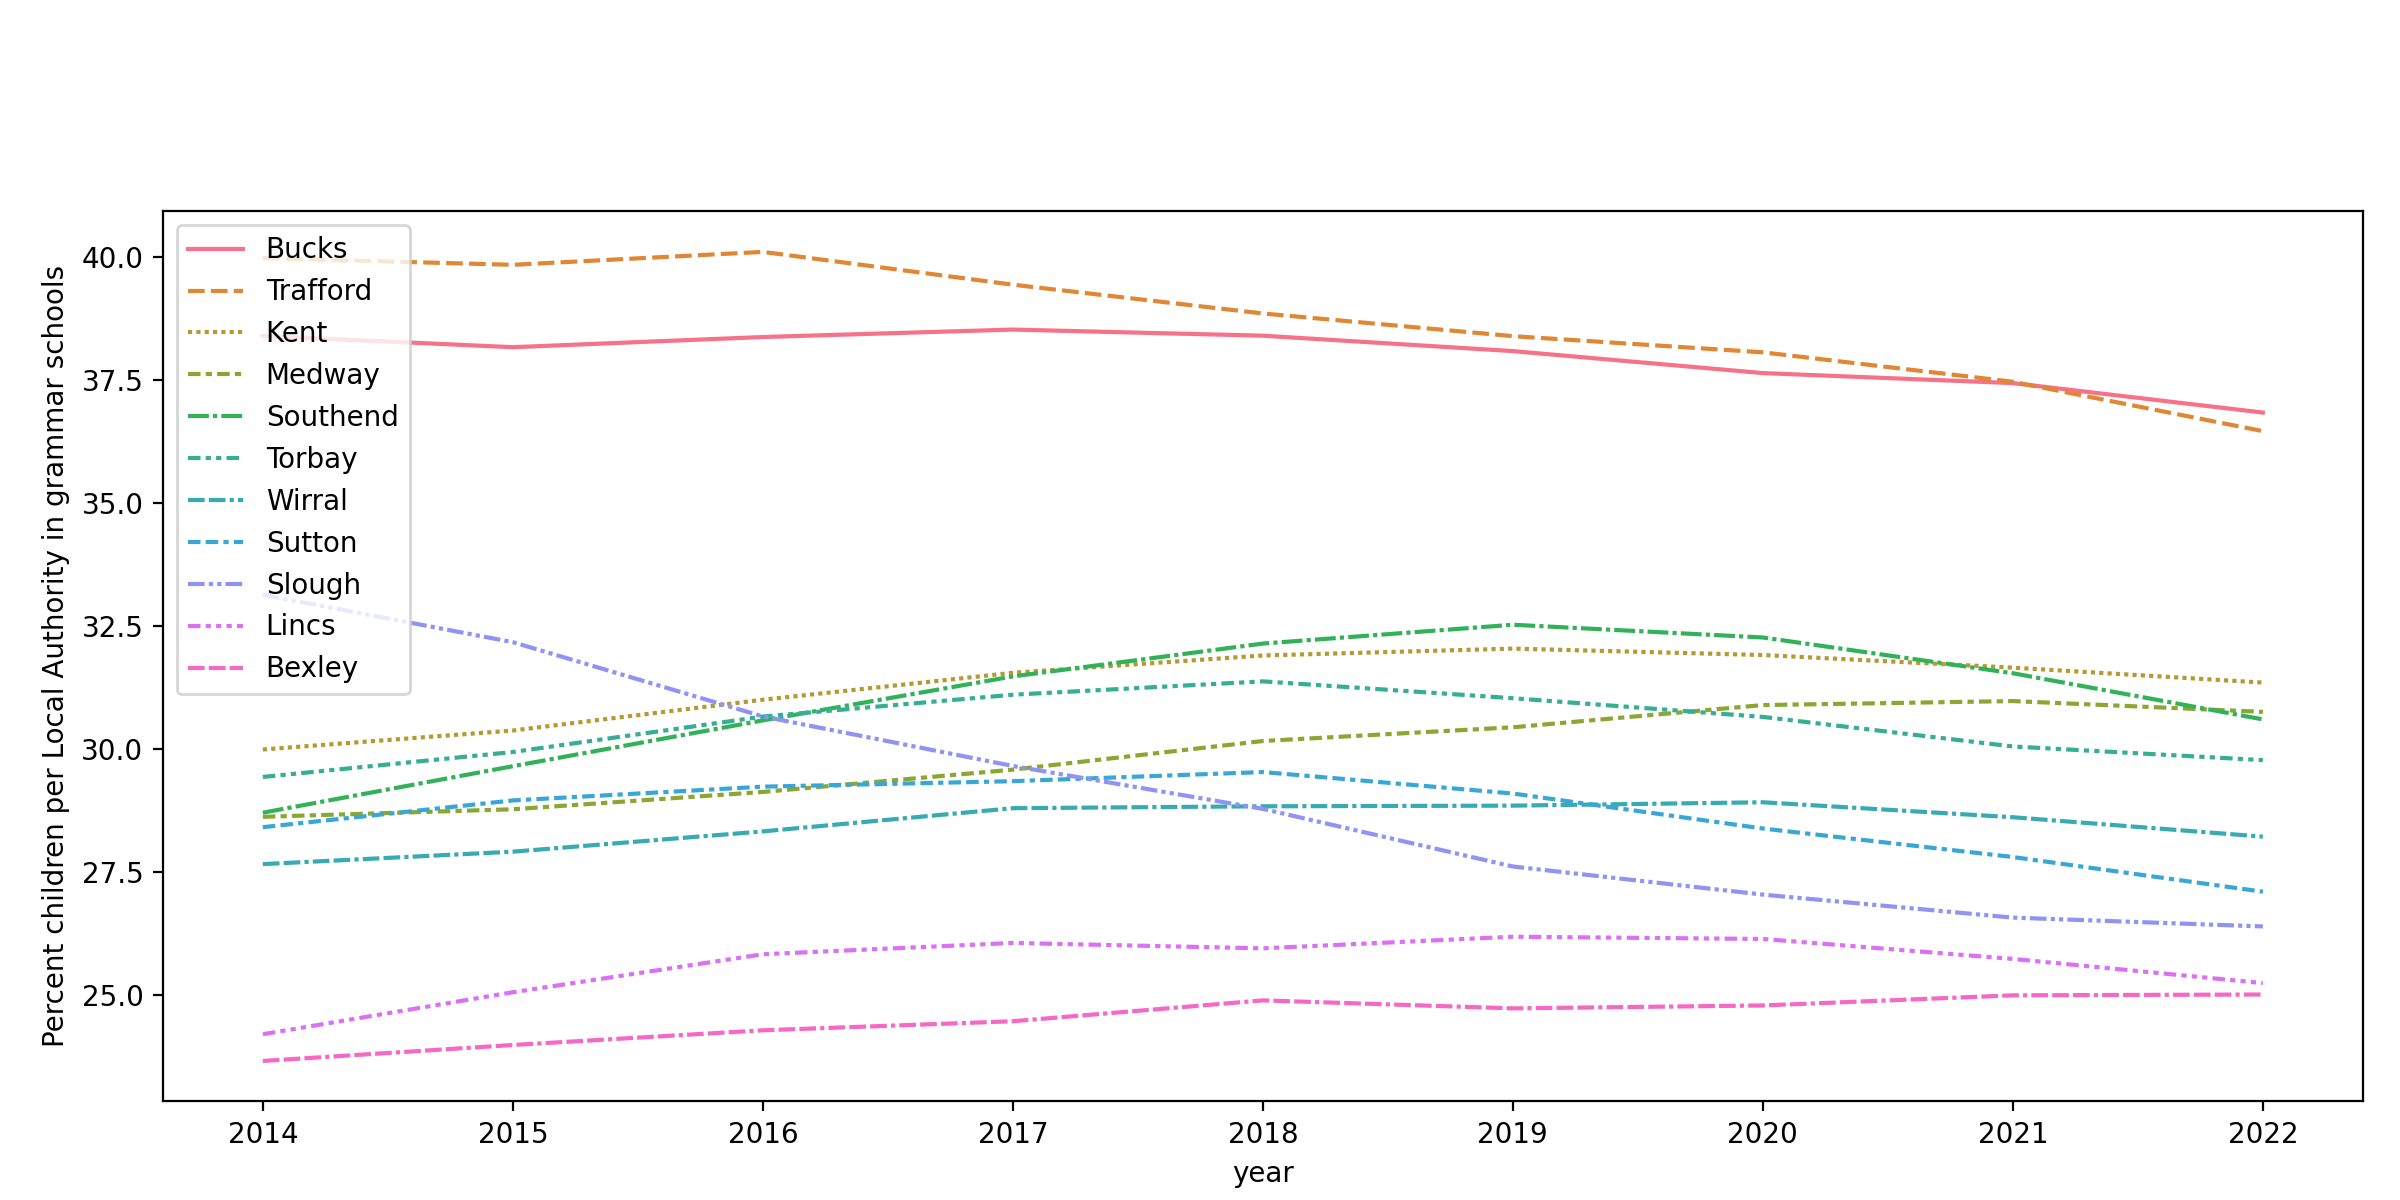 Percent children per Local Authority in grammar schools
40.0
37.5
35.0
32.5
30.0
27.5
25.0
Bucks
Trafford
Kent
Medway
Southend
Torbay
Wirral
Sutton
Slough
Lincs
Bexley
2014 2015 2016 2017 2018 2019 2020 2021 2022
year